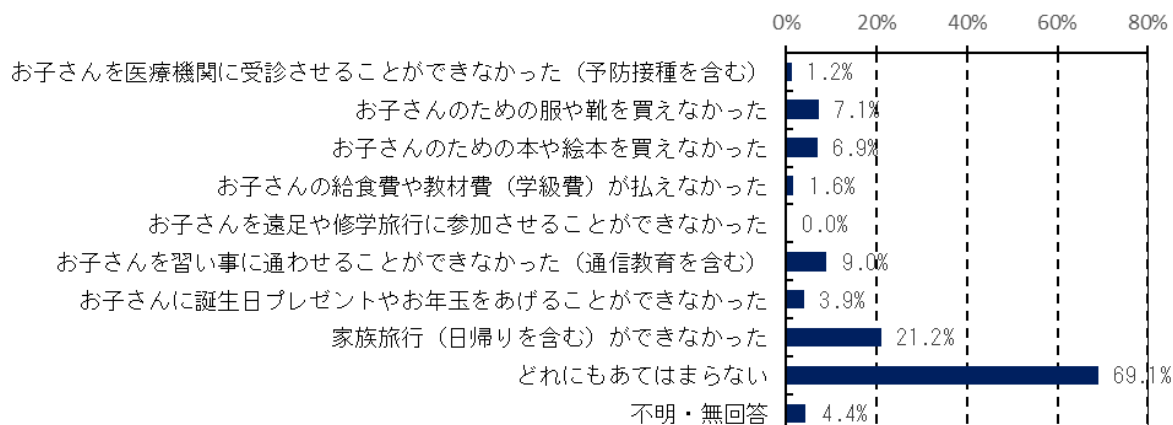 0% 20% 40% 60% 80%
お子さんを医療機関に受診させることができなかった（予防接種を含む） 1.2%
お子さんのための服や靴を買えなかった 7.1%
お子さんのための本や絵本を買えなかった 6.9%
お子さんの給食費や教材費（学級費）が払えなかった 1.6%
お子さんを遠足や修学旅行に参加させることができなかった 0.0%
お子さんを習い事に通わせることができなかった（通信教育を含む） 9.0%
お子さんに誕生日プレゼントやお年玉をあげることができなかった 3.9%
家族旅行（日帰りを含む）ができなかった 21.2%
どれにもあてはまらない 69.1%
不明・無回答 4.4%